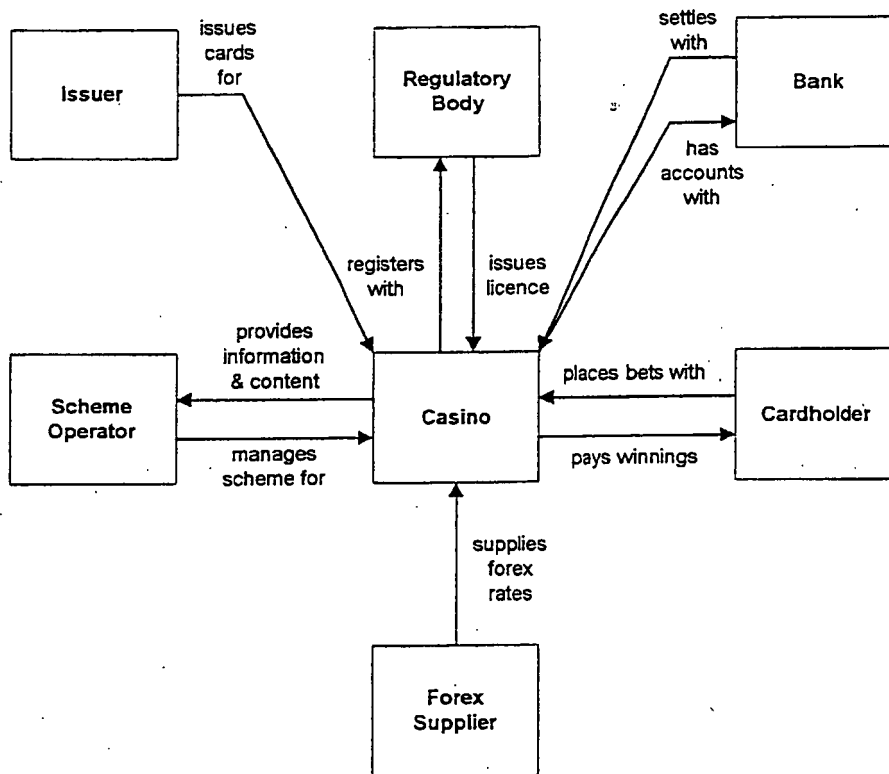 issues
cards
for
Issuer
Regulatory
Body
settles
with
Bank
has
accounts
with
registers
with
issues
licence
provides
information
& content
Scheme
Operator
manages
scheme for
Casino
places bets with
Cardholder
pays winnings
supplies
forex
rates
Forex
Supplier